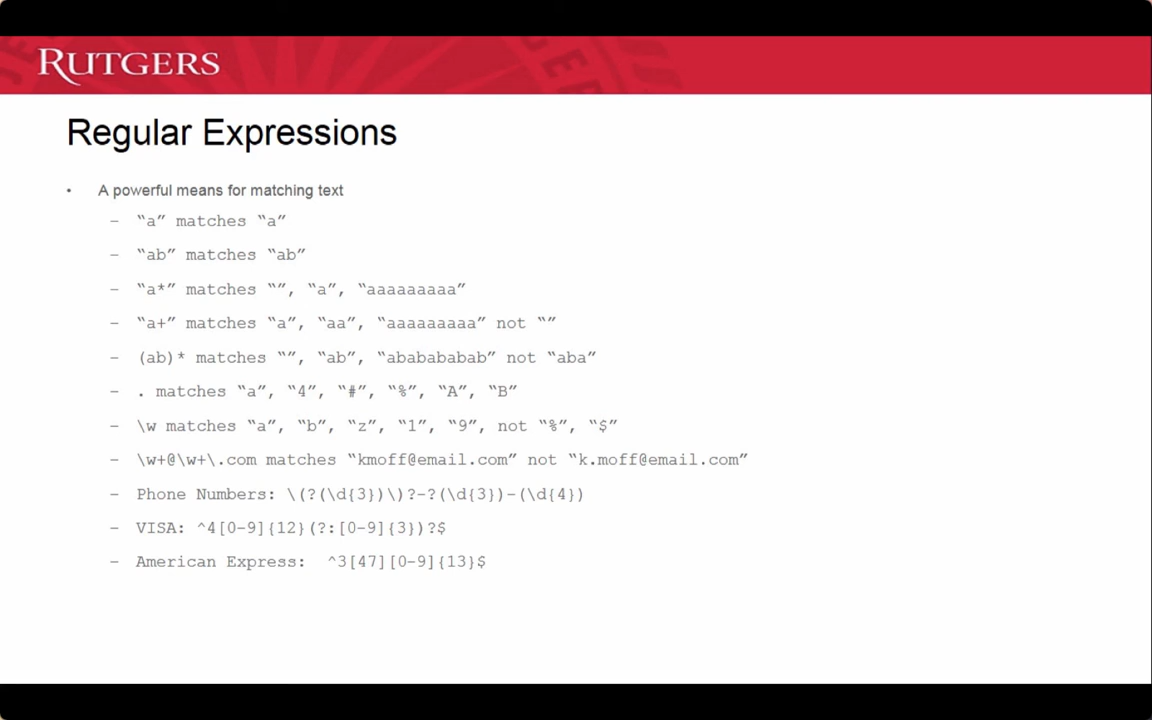 RUTGERS
Regular Expressions
• A powerful means for matching text
– “a” matches “a”
– “ab” matches “ab”
– “a*” matches “”, “a”, “aaaaaaaaa”
– “a+” matches “a”, “aa”, “aaaaaaaaa” not “”
– (ab)* matches “”, “ab”, “ababababab” not “aba”
– . matches “a”, “4”, “#”, “%”, “A”, “B”
– \w matches “a”, “b”, “z”, “1”, “9”, not “%”, “$”
– \w+@\w+\.com matches “kmoff@email.com” not “k.moff@email.com”
– Phone Numbers: \(?(\d{3})\)?-?(\d{3})-(\d{4})
– VISA: ^4[0-9]{12}(?:[0-9]{3})?$
– American Express: ^3[47][0-9]{13}$